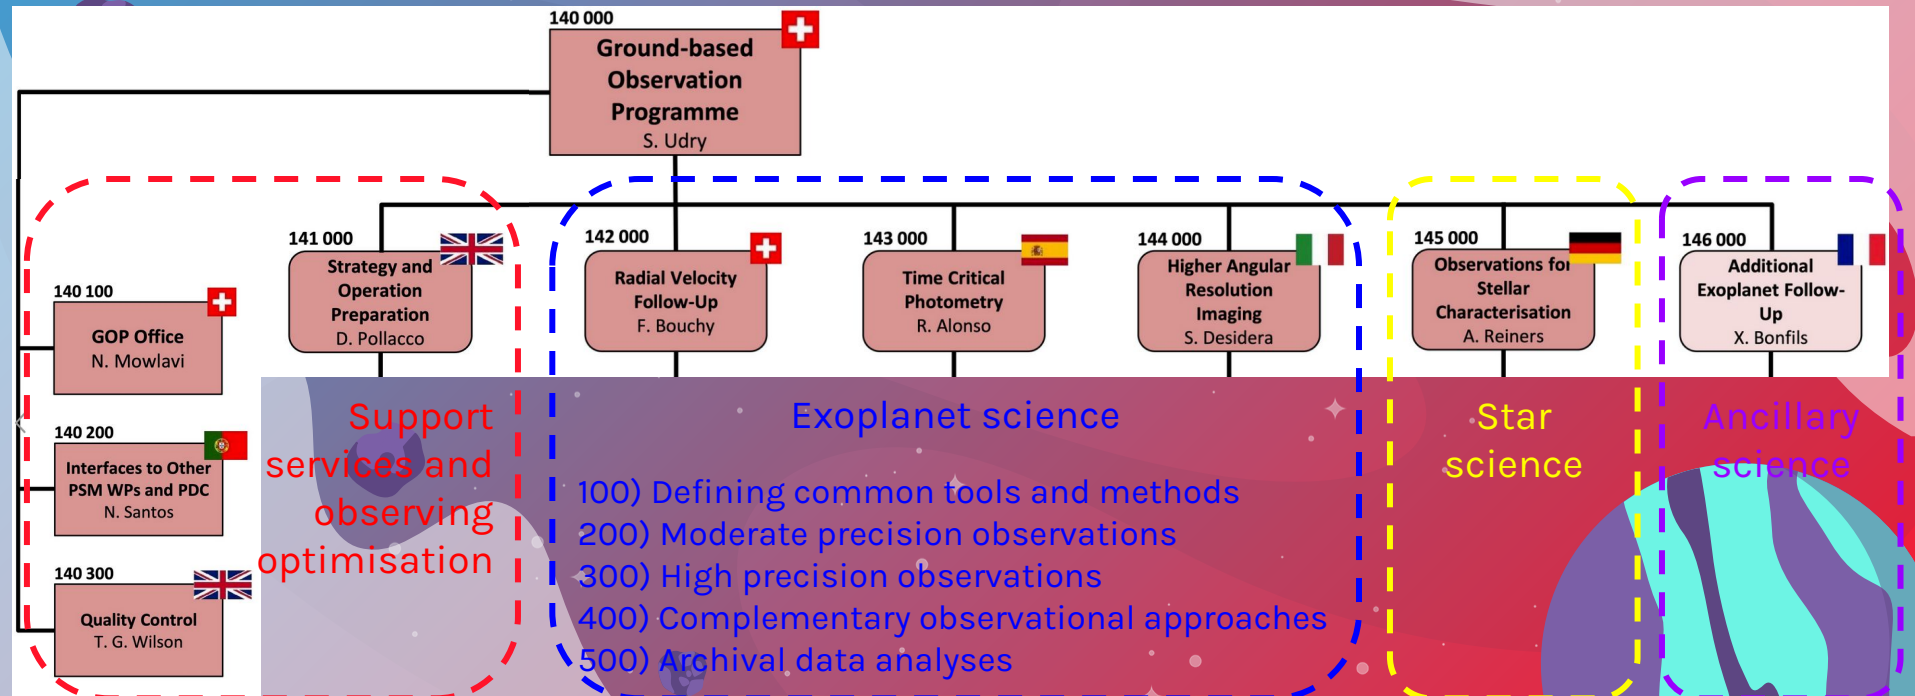 140 000
Ground-based
Observation
Programme
S. Udry
141 000
Strategy and
Operation
Preparation
D. Pollacco
142 000
Radial Velocity
Follow-Up
F. Bouchy
143 000
Time Critical
Photometry
R. Alonso
144 000
Higher Angular
Resolution
Imaging
S. Desidera
145 000
Observations for
Stellar
Characterisation
A. Reiners
146 000
Additional
Exoplanet Follow-
Up
X. Bonfils
140 100
GOP Office
N. Mowlavi
140 200
Interfaces to Other
PSM WPs and PDC
N. Santos
140 300
Quality Control
T. G. Wilson
Support
services and
observing
optimisation
Exoplanet science
100) Defining common tools and methods
200) Moderate precision observations
300) High precision observations
400) Complementary observational approaches
500) Archival data analyses
Star
science
Ancillary
science